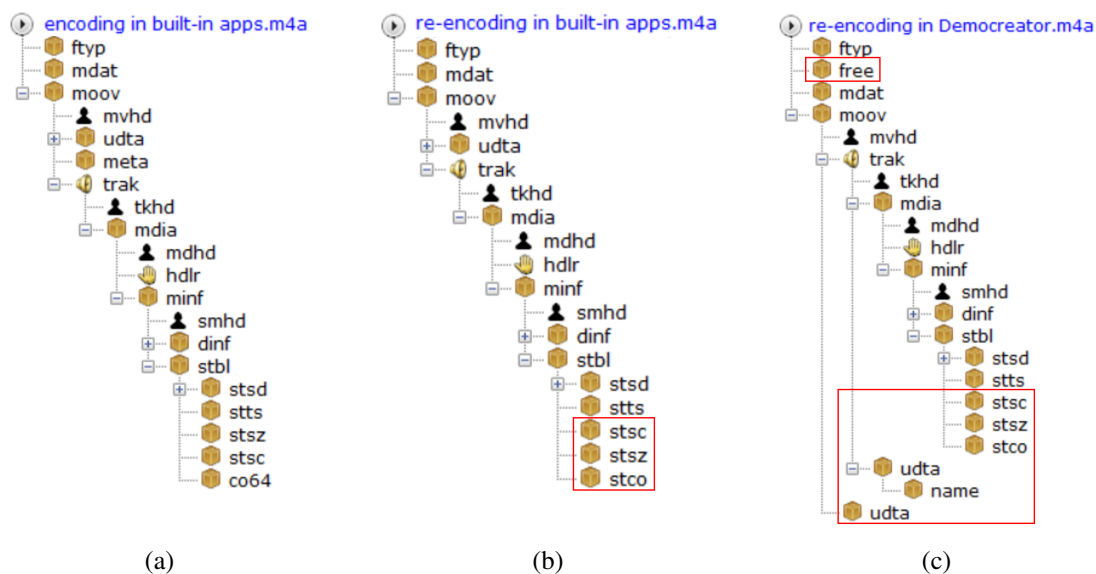 encoding in built-in apps.m4a
ftyp
mdat
moov
mvhd
udta
meta
trak
tkhd
mdia
mdhd
hdlr
minf
smhd
dinf
stbl
stsd
stts
stsz
stsc
co64
(a)
re-encoding in built-in apps.m4a
ftyp
mdat
moov
mvhd
udta
trak
tkhd
mdia
mdhd
hdlr
minf
smhd
dinf
stbl
stsd
stts
stsc
stsz
stco
(b)
re-encoding in Democreator.m4a
ftyp
free
mdat
moov
mvhd
trak
tkhd
mdia
mdhd
hdlr
minf
smhd
dinf
stbl
stsd
stts
stsc
stsz
stco
udta
name
udta
(c)